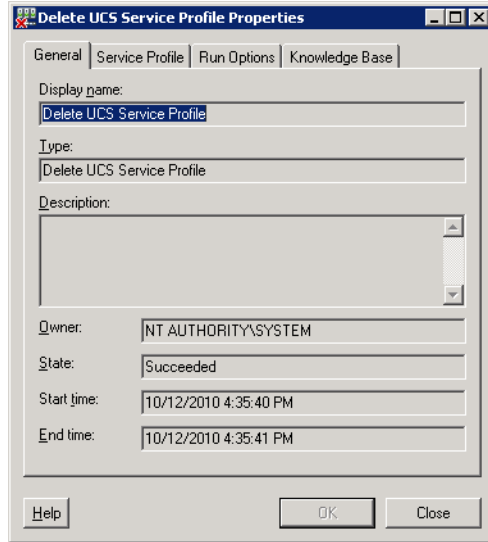 Delete UCS Service Profile Properties
General Service Profile Run Options Knowledge Base
Display name:
Delete UCS Service Profile
Type:
Delete UCS Service Profile
Description:
Owner: NT AUTHORITY\SYSTEM
State: Succeeded
Start time: 10/12/2010 4:35:40 PM
End time: 10/12/2010 4:35:41 PM
Help OK Close